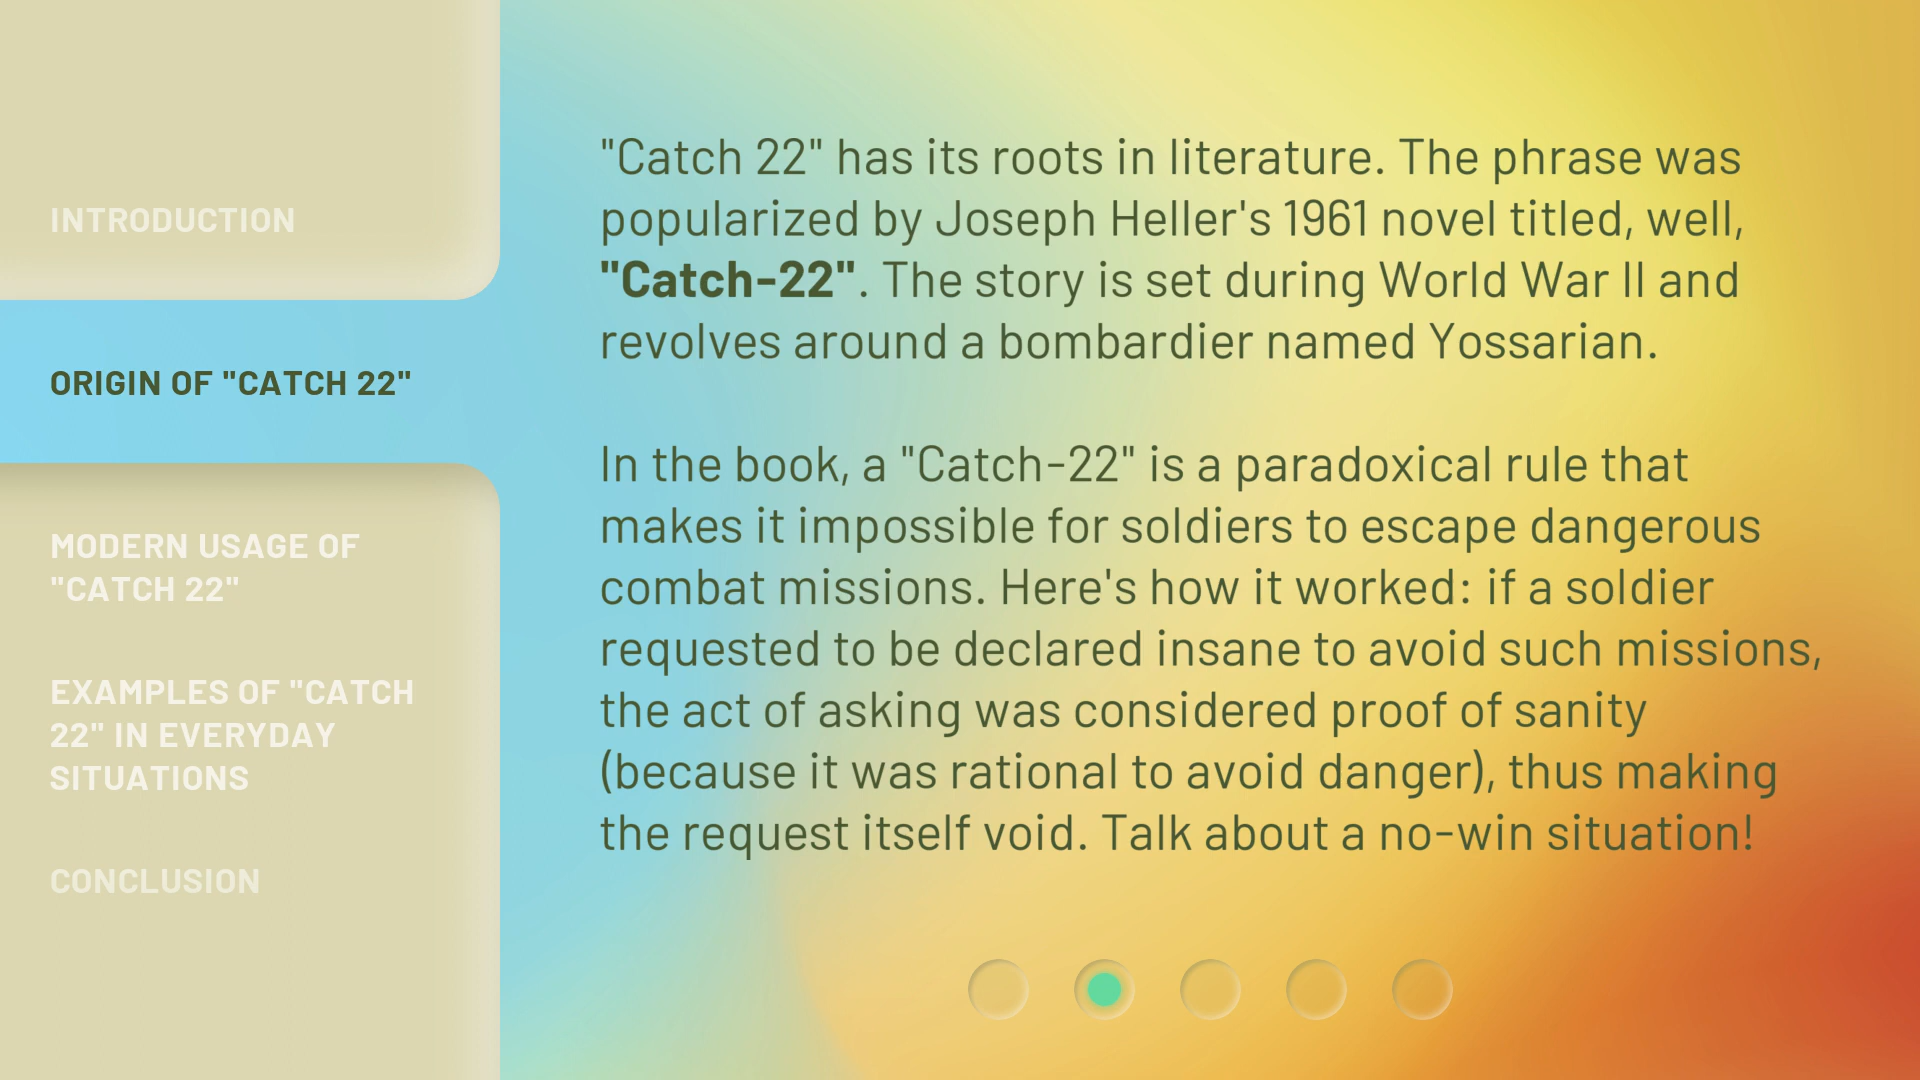 INTRODUCTION
ORIGIN OF "CATCH 22"
MODERN USAGE OF
"CATCH 22"
EXAMPLES OF "CATCH
22" IN EVERYDAY
SITUATIONS
CONCLUSION
"Catch 22" has its roots in literature. The phrase was
popularized by Joseph Heller's 1961 novel titled, well,
"Catch-22". The story is set during World War II and
revolves around a bombardier named Yossarian.
In the book, a "Catch-22" is a paradoxical rule that
makes it impossible for soldiers to escape dangerous
combat missions. Here's how it worked: if a soldier
requested to be declared insane to avoid such missions,
the act of asking was considered proof of sanity
(because it was rational to avoid danger), thus making
the request itself void. Talk about a no-win situation!